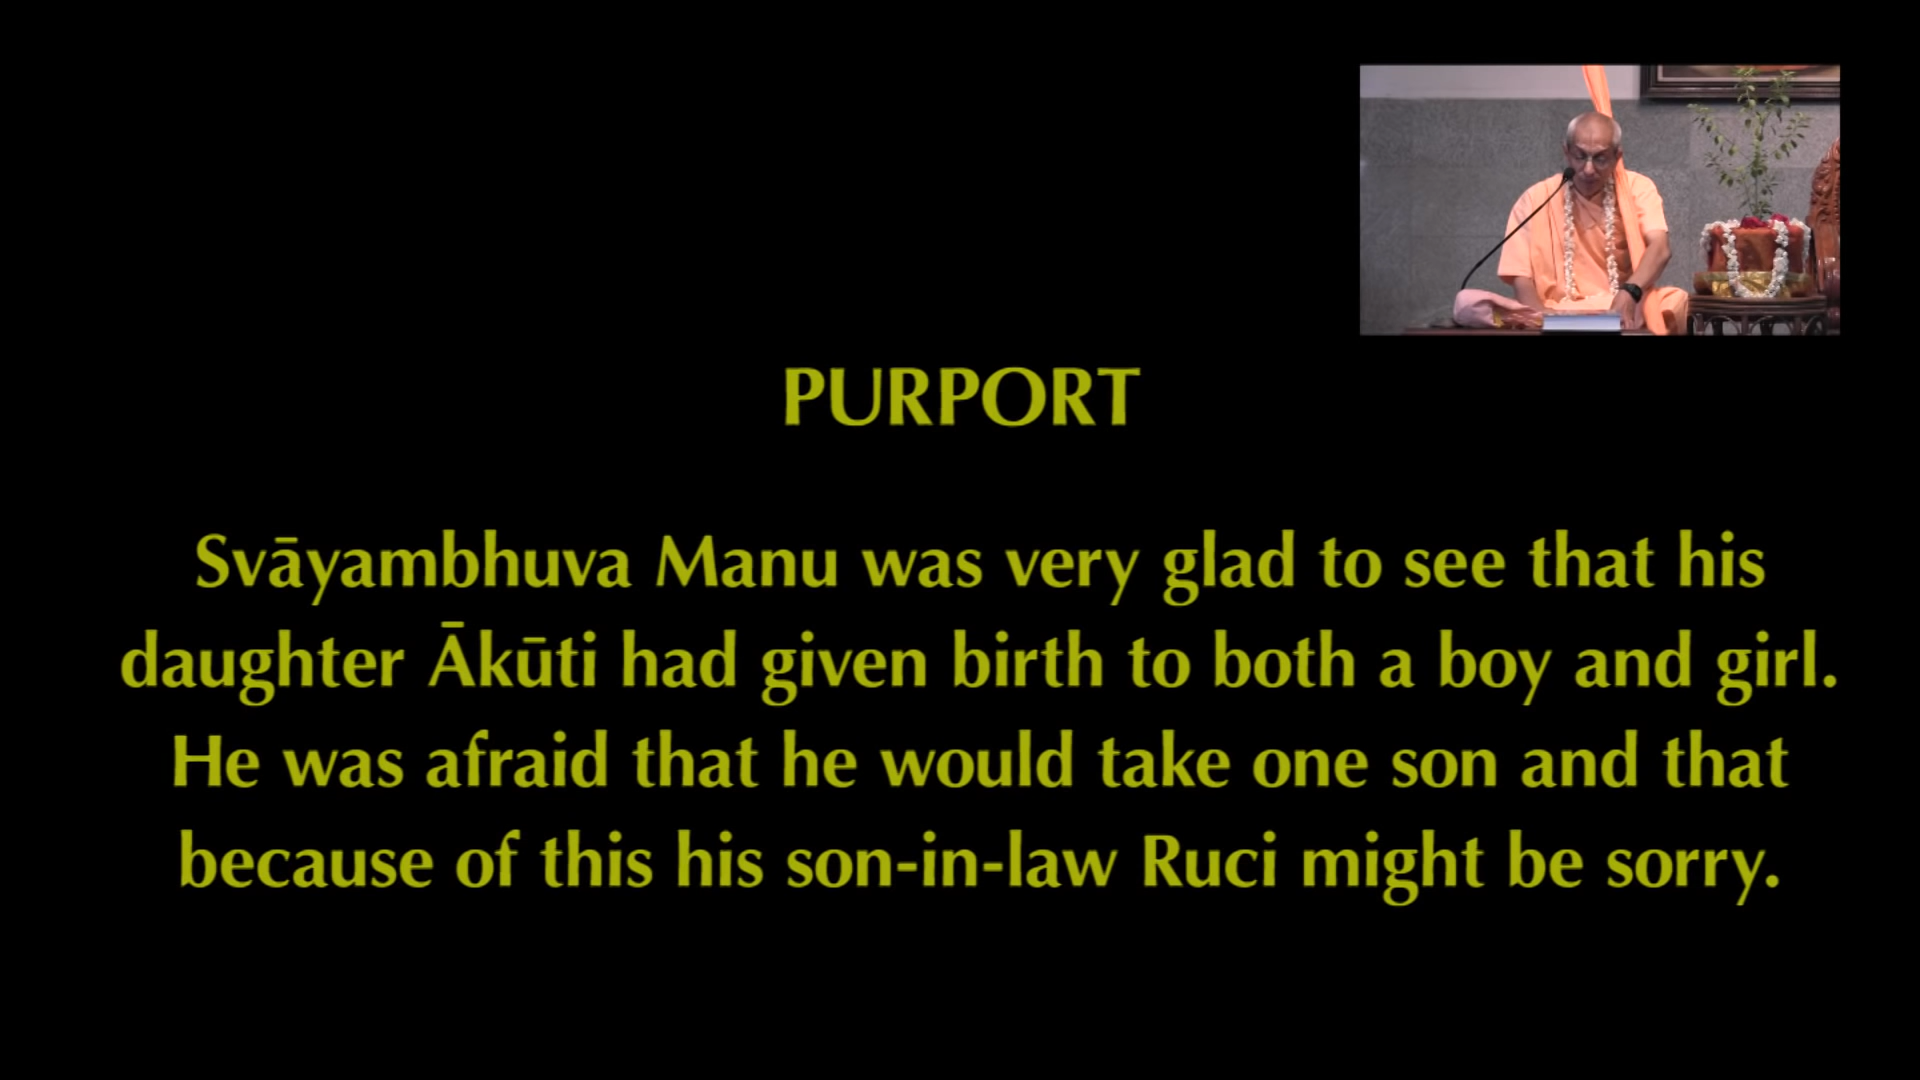 PURPORT
Svāyambhuva Manu was very glad to see that his
daughter Ākūti had given birth to both a boy and girl.
He was afraid that he would take one son and that
because of this his son-in-law Ruci might be sorry.